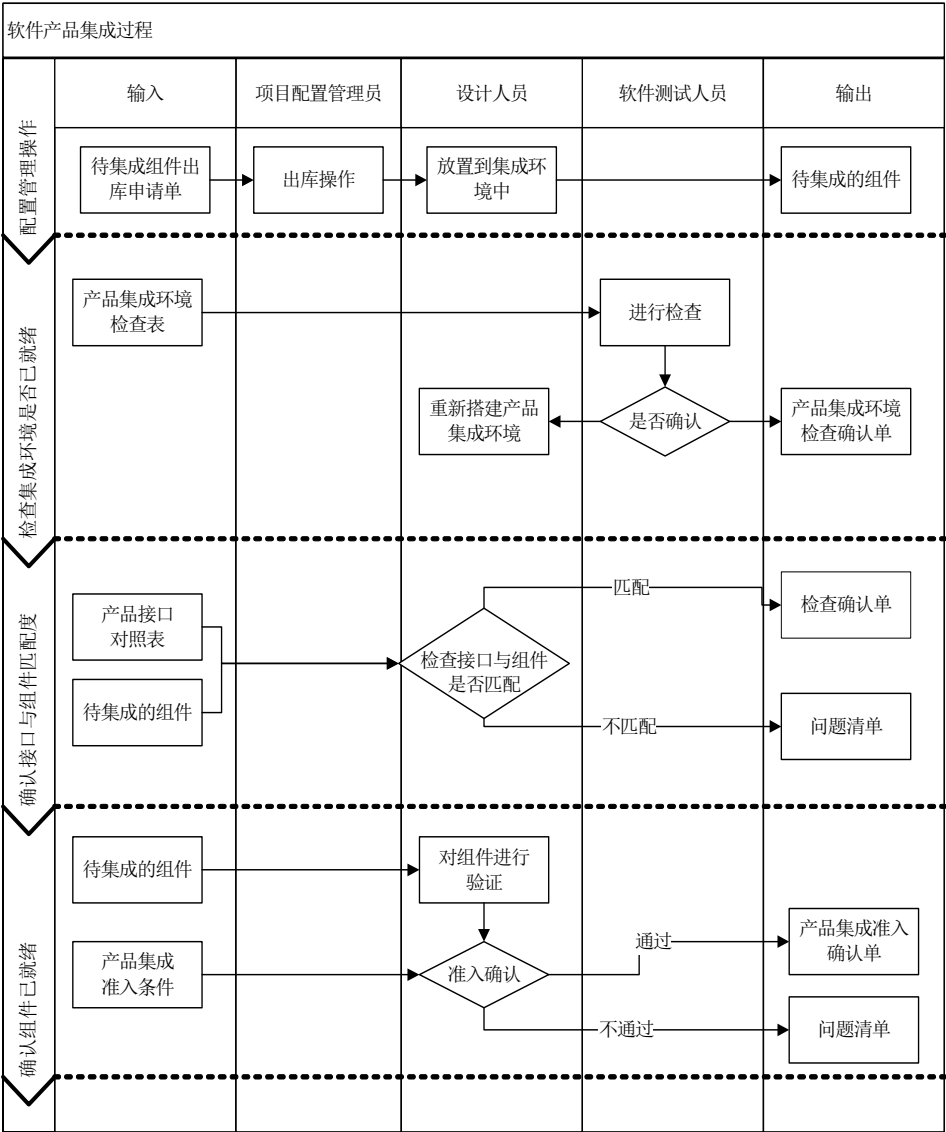 软件产品集成过程
输入
项目配置管理员
设计人员
软件测试人员
输出
配置管理操作
待集成组件出
库申请单
出库操作
放置到集成环
境中
待集成的组件
检查集成环境是否已就绪
产品集成环境
检查表
进行检查
重新搭建产品
集成环境
是否确认
产品集成环境
检查确认单
确认接口与组件匹配度
产品接口
对照表
待集成的组件
检查接口与组件
是否匹配
匹配
检查确认单
不匹配
问题清单
确认组件已就绪
待集成的组件
对组件进行
验证
产品集成
准入条件
准入确认
通过
产品集成准入
确认单
不通过
问题清单